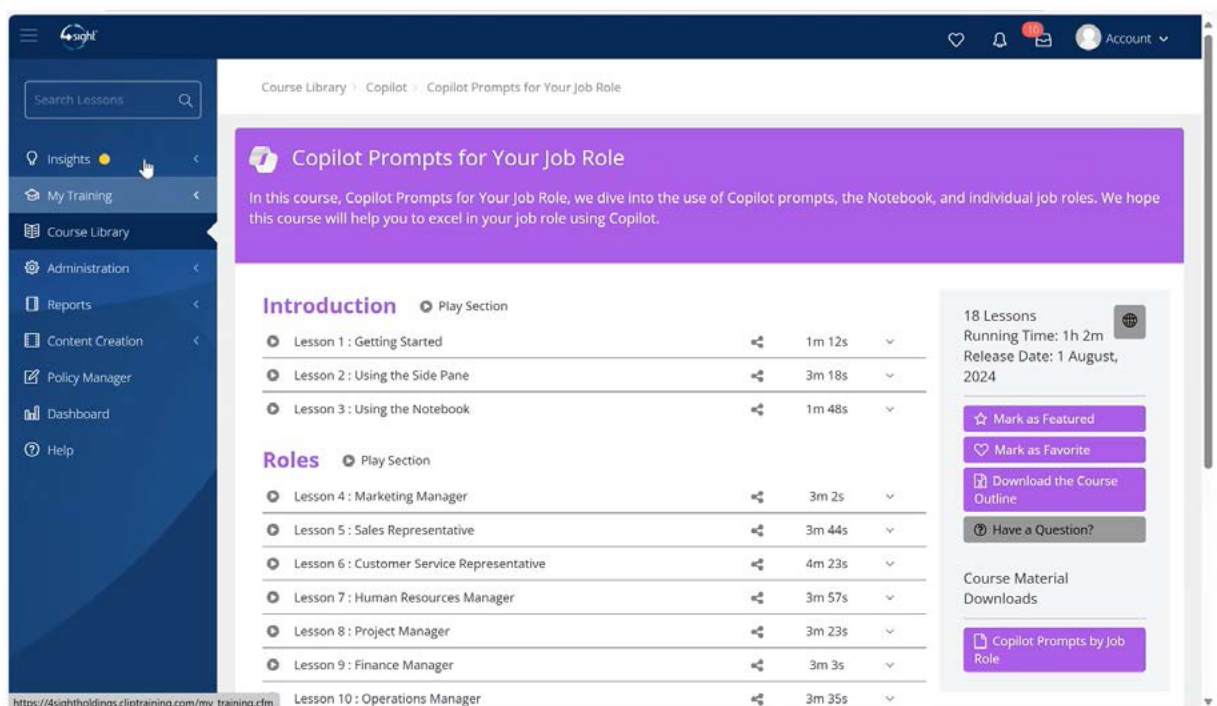 4sight
10
Account
Search Lessons
Insights
My Training
Course Library
Administration
Reports
Content Creation
Policy Manager
Dashboard
Help
Course Library Copilot Copilot Prompts for Your Job Role
Copilot Prompts for Your Job Role
In this course, Copilot Prompts for Your Job Role, we dive into the use of Copilot prompts, the Notebook, and individual job roles. We hope
this course will help you to excel in your job role using Copilot.
Introduction Play Section
Lesson 1 : Getting Started 1m 12s
Lesson 2 : Using the Side Pane 3m 18s
Lesson 3 : Using the Notebook 1m 48s
Roles Play Section
Lesson 4 : Marketing Manager 3m 2s
Lesson 5 : Sales Representative 3m 44s
Lesson 6 : Customer Service Representative 4m 23s
Lesson 7 : Human Resources Manager 3m 57s
Lesson 8 : Project Manager 3m 23s
Lesson 9 : Finance Manager 3m 3s
Lesson 10 : Operations Manager 3m 35s
18 Lessons
Running Time: 1h 2m
Release Date: 1 August,
2024
Mark as Featured
Mark as Favorite
Download the Course
Outline
Have a Question?
Course Material
Downloads
Copilot Prompts by Job
Role
https://4sightholdings.cliptraining.com/my_training.cfm